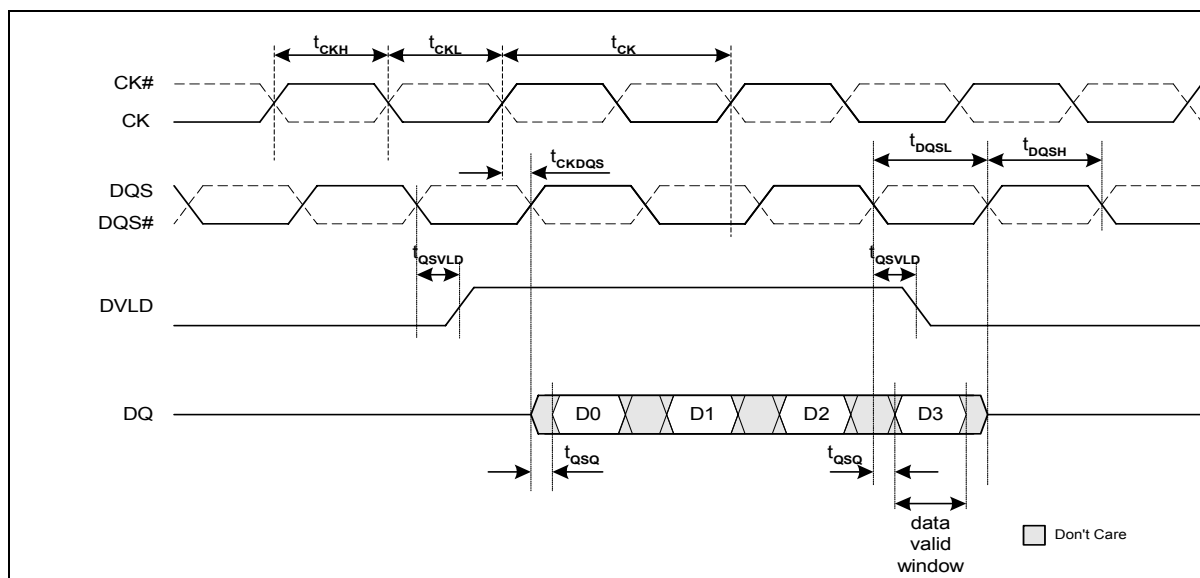 tCKH
tCKL
tCK
CK#
CK
tCKDQS
tDQSL
tDQSH
DQS
DQS#
tQSVLD
tQSVLD
DVLD
DQ
D0
D1
D2
D3
tQSQ
tQSQ
data
valid
window
Don't Care